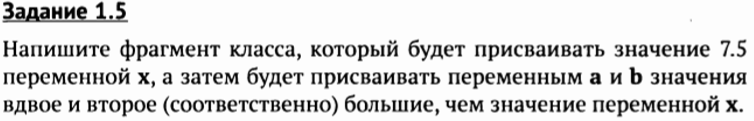 Задание 1.5
Напишите фрагмент класса, который будет присваивать значение 7.5
переменной x, а затем будет присваивать переменным a и b значения
вдвое и второе (соответственно) большие, чем значение переменной x.